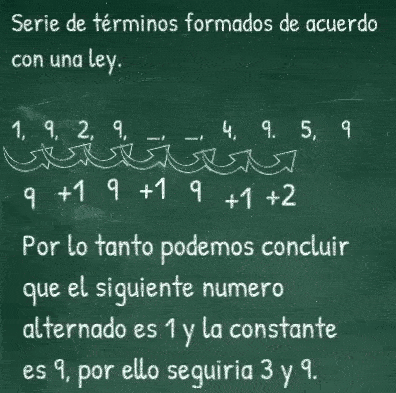 Serie de términos formados de acuerdo
con una ley.
1, 9, 2, 9, _, _, 4, 9. 5, 9
9 +1 9 +1 9 +1 +2
Por lo tanto podemos concluir
que el siguiente numero
alternado es 1 y la constante
es 9, por ello seguiria 3 y 9.